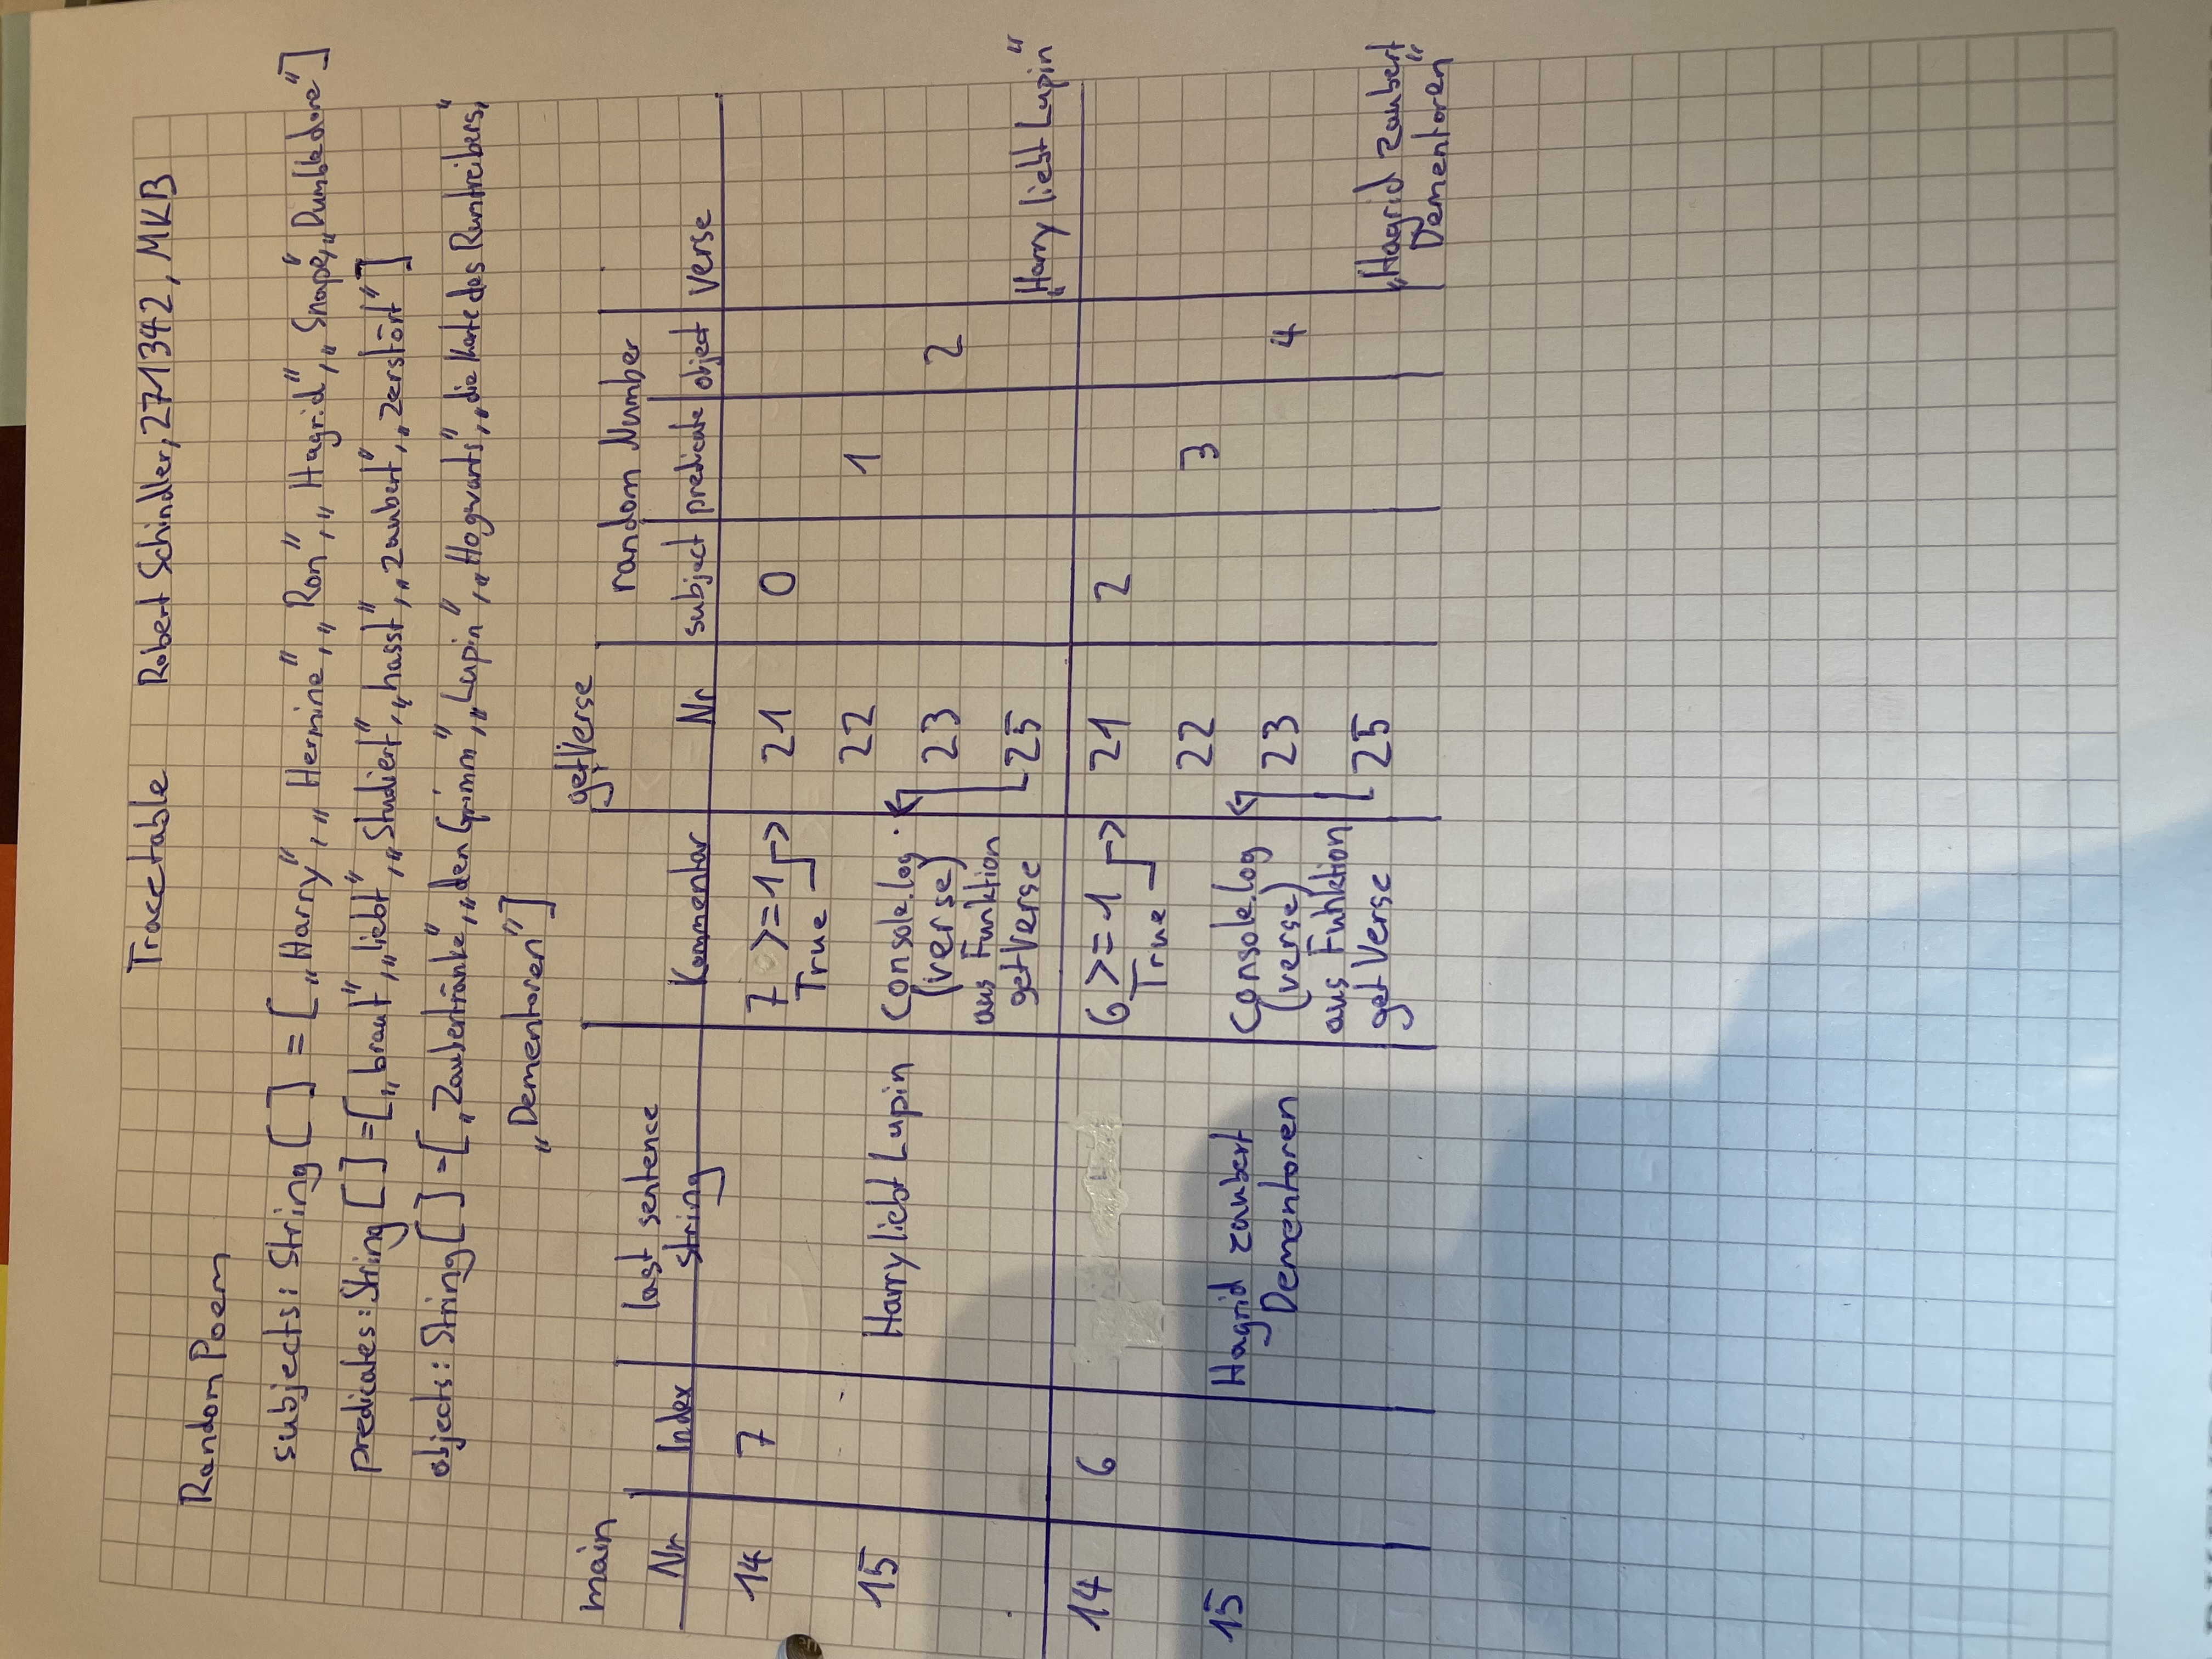 Tracetable Robert Schindler, 271342, MKB
Random Poem
subjects: String [ ] = [ „Harry“, „Hermine“, „Ron“, „Hagrid“, „Snape“, „Dumbledore“ ]
predicates: String [ ] = [ „braut“, „liebt“, „Studiert“, „hasst“, „zaubert“, „zerstört“ ]
objects: String [ ] = [ „Zaubertränke“, „den Grimm“, „Lupin“, „Hogwarts“, „die Karte des Rumtreibers“,
„Dementoren“ ]
main getVerse
last sentence random Number
Nr Index string Kommentar Nr subject predicate object verse
14 7 7 >=1 21 0
True
22 1
15 Harry liebt Lupin console.log
(verse) 23 2
aus Funktion
getVerse 25 „Harry liebt Lupin“
14 6 6 >=1 21 2
True
22 3
15 Hagrid zaubert console.log
Dementoren (verse) 23 4
aus Funktion
getVerse 25 „Hagrid zaubert
Dementoren“